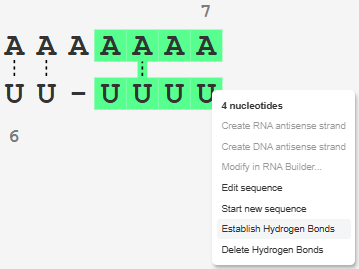 7
A A A A A A A
U U - U U U U
6
4 nucleotides
Create RNA antisense strand
Create DNA antisense strand
Modify in RNA Builder...
Edit sequence
Start new sequence
Establish Hydrogen Bonds
Delete Hydrogen Bonds